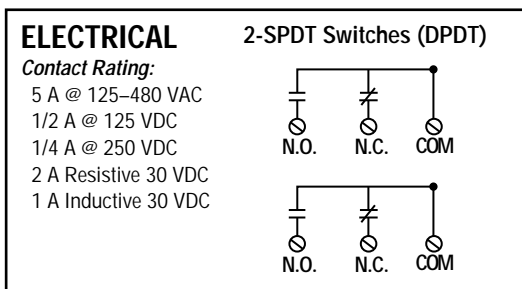 ELECTRICAL
Contact Rating:
5 A @ 125–480 VAC
1/2 A @ 125 VDC
1/4 A @ 250 VDC
2 A Resistive 30 VDC
1 A Inductive 30 VDC
2-SPDT Switches (DPDT)
N.O. N.C. COM
N.O. N.C. COM